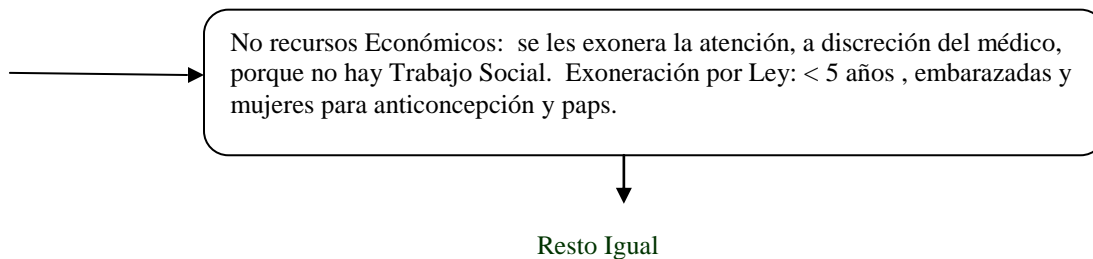 No recursos Económicos:  se les exonera la atención, a discreción del médico,
porque no hay Trabajo Social.  Exoneración por Ley: < 5 años , embarazadas y
mujeres para anticoncepción y paps.
Resto Igual